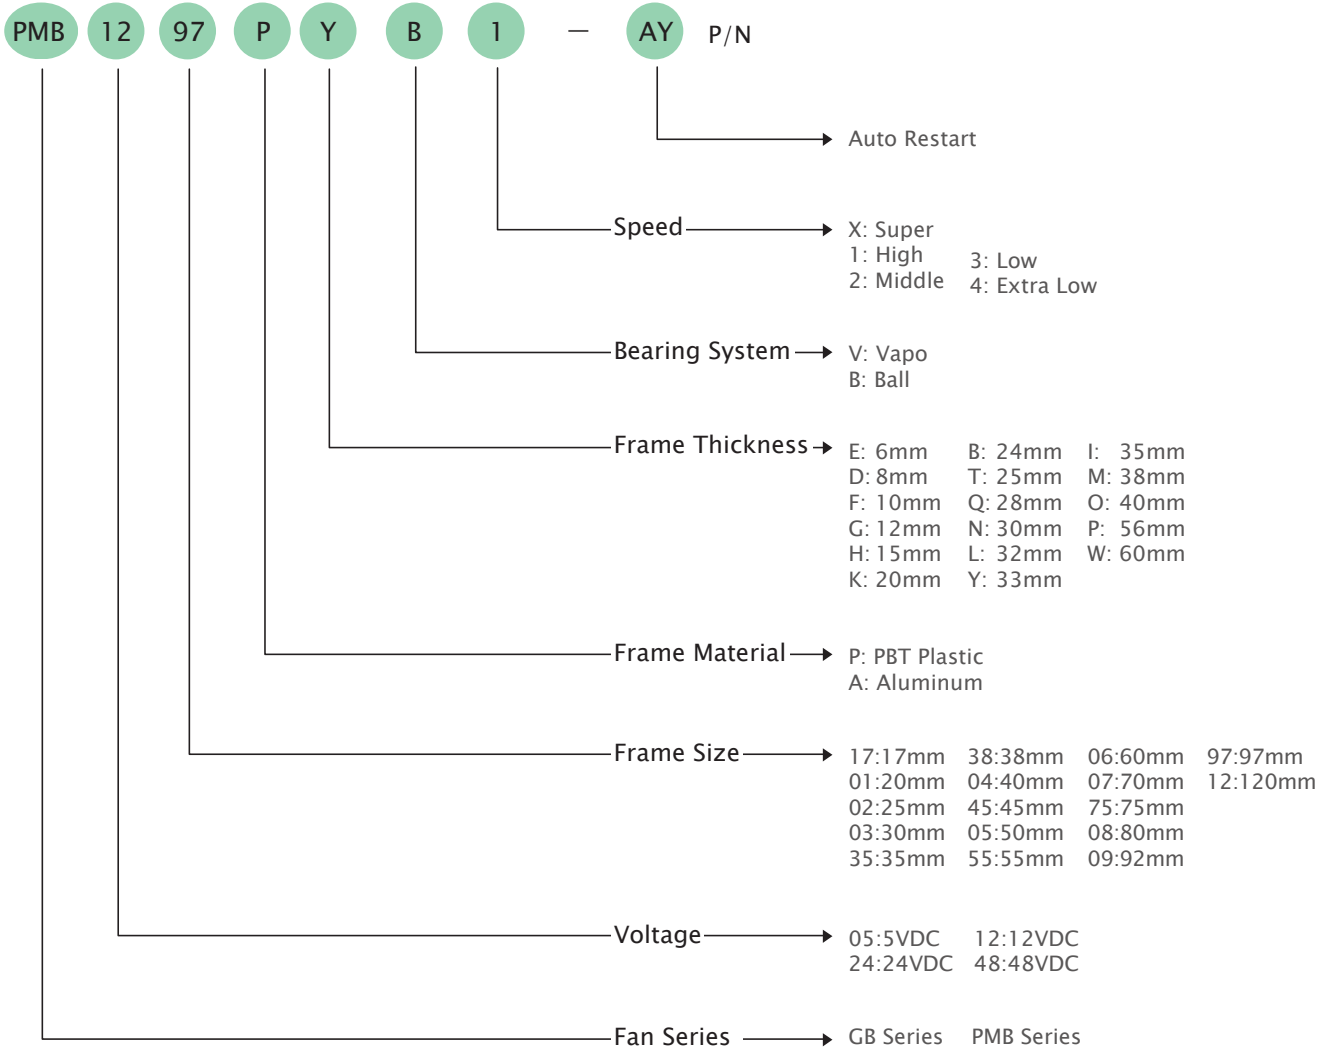 PMB 12 97 P Y B 1 — AY P/N
Auto Restart
Speed
X: Super
1: High
2: Middle
3: Low
4: Extra Low
Bearing System
V: Vapo
B: Ball
Frame Thickness
E: 6mm B: 24mm I: 35mm
D: 8mm T: 25mm M: 38mm
F: 10mm Q: 28mm O: 40mm
G: 12mm N: 30mm P: 56mm
H: 15mm L: 32mm W: 60mm
K: 20mm Y: 33mm
Frame Material
P: PBT Plastic
A: Aluminum
Frame Size
17:17mm 38:38mm 06:60mm 97:97mm
01:20mm 04:40mm 07:70mm 12:120mm
02:25mm 45:45mm 75:75mm
03:30mm 05:50mm 08:80mm
35:35mm 55:55mm 09:92mm
Voltage
05:5VDC 12:12VDC
24:24VDC 48:48VDC
Fan Series
GB Series PMB Series